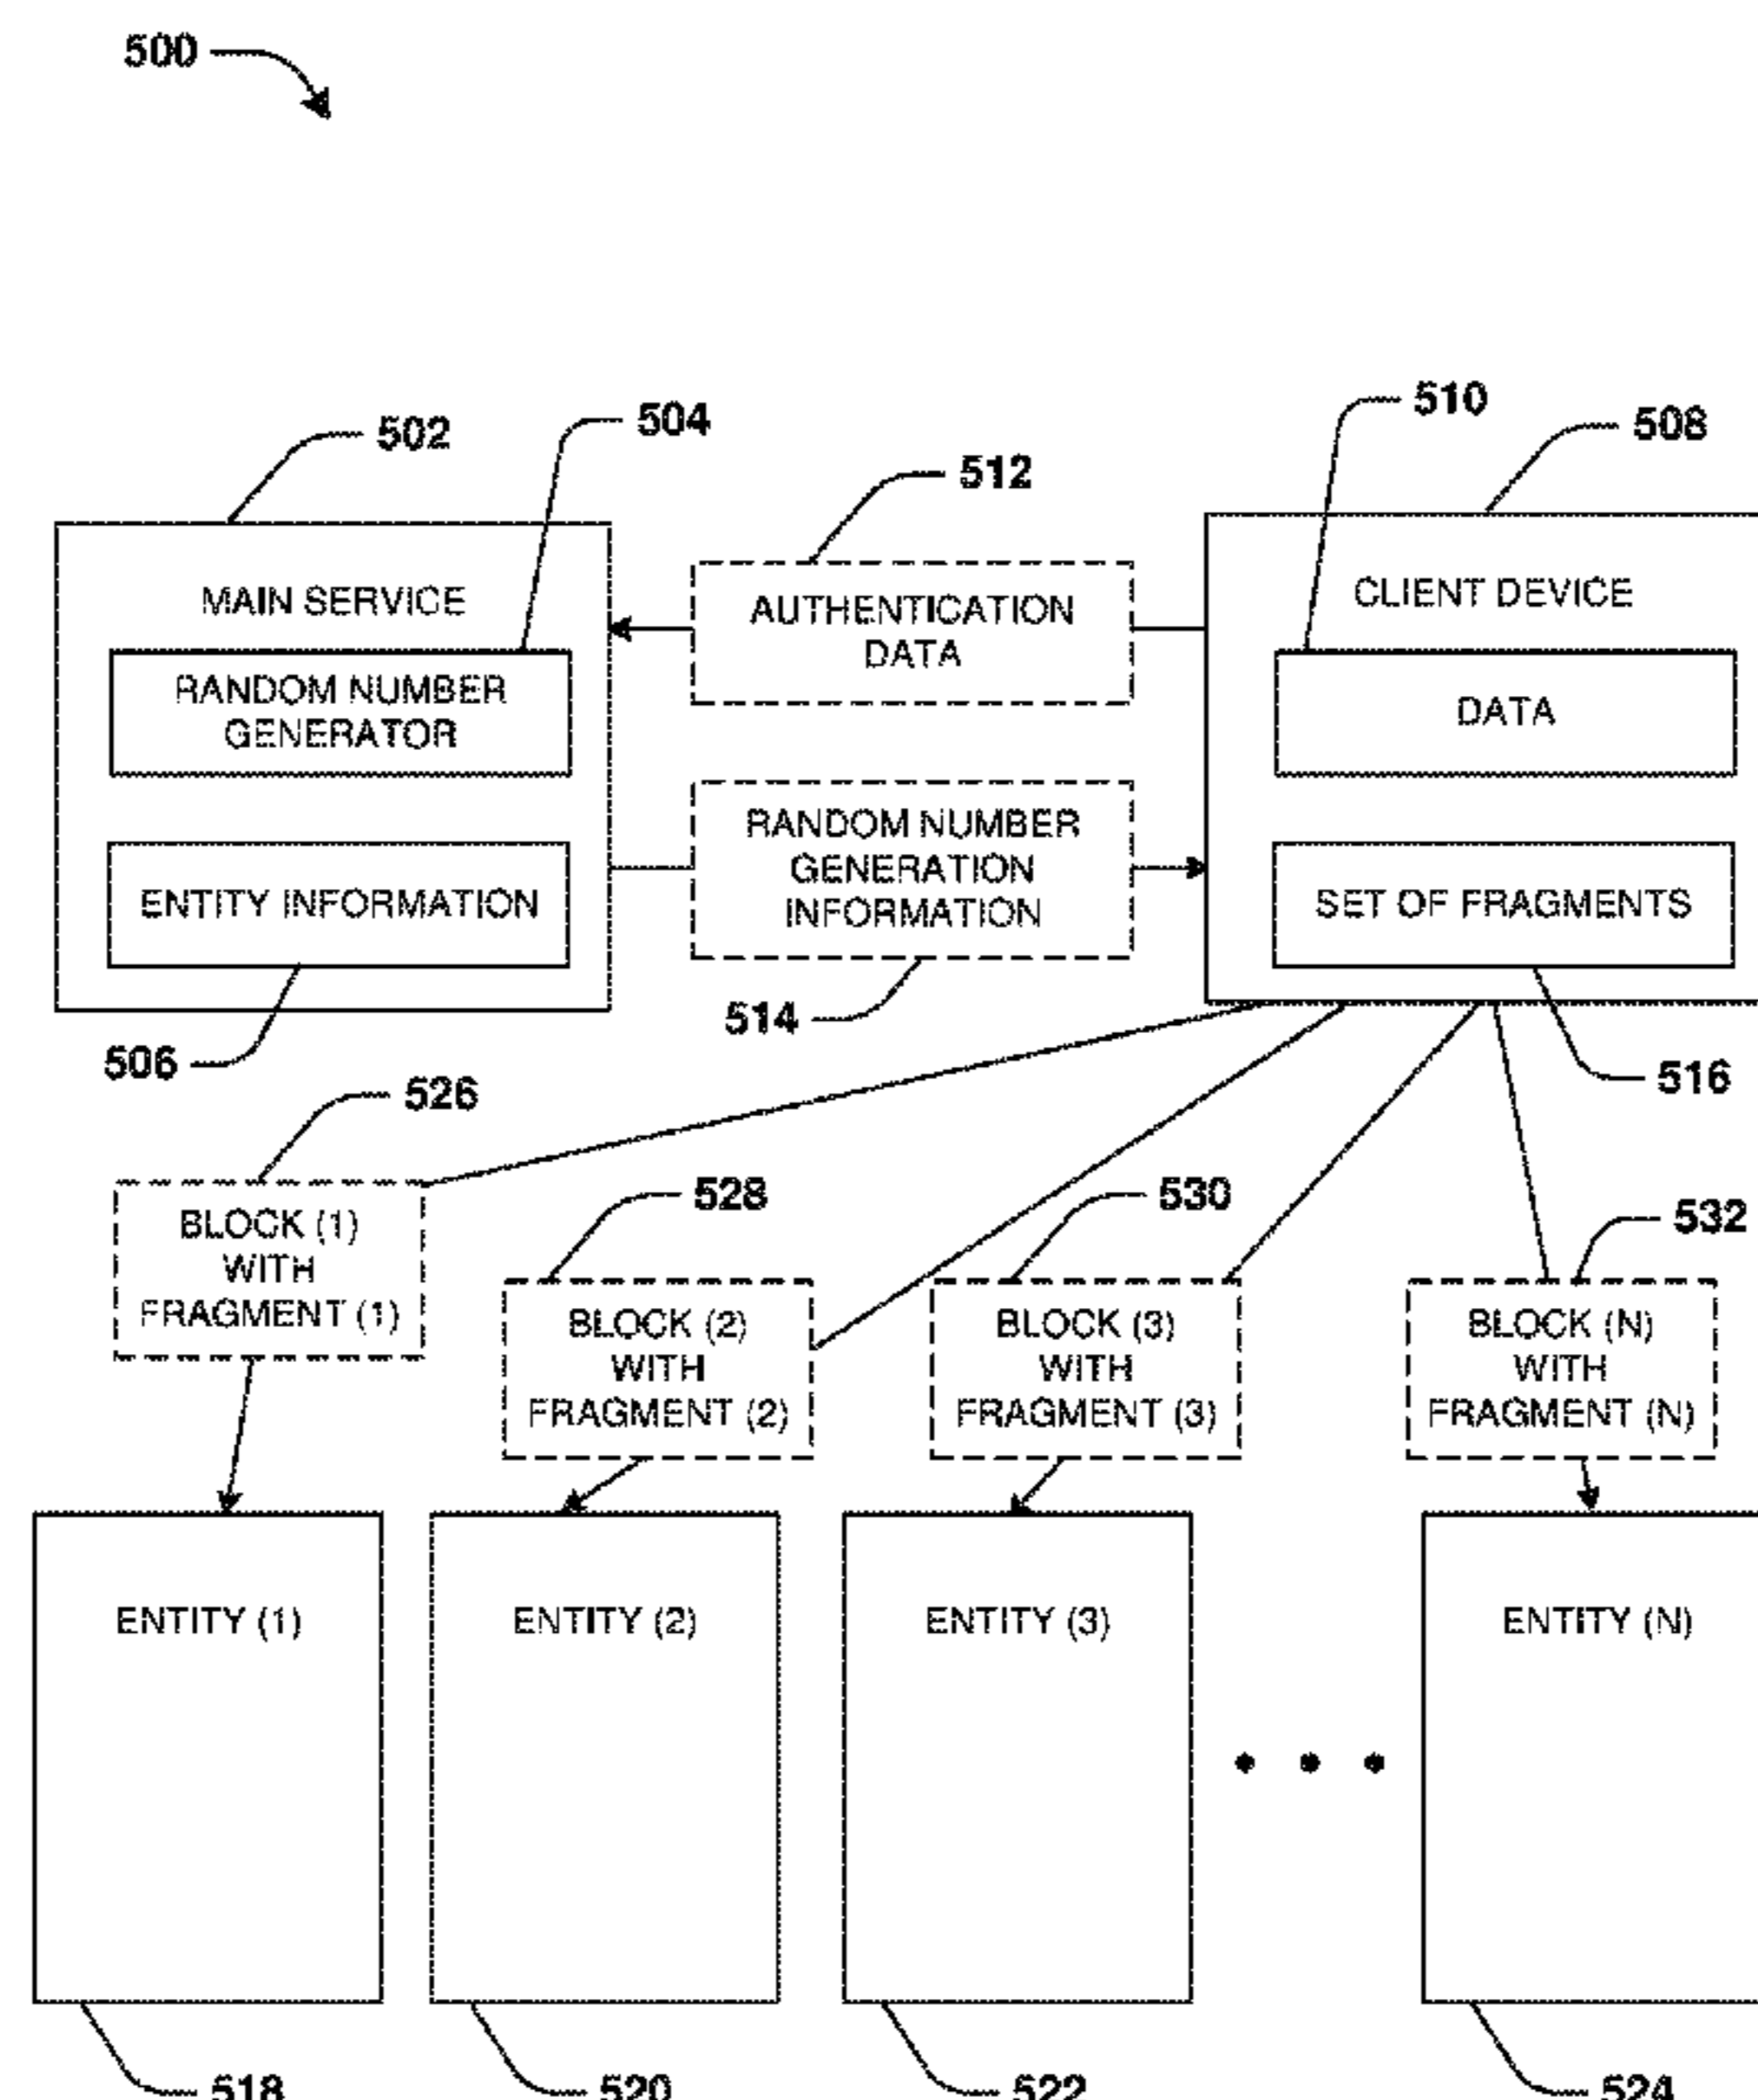 500
510
504
508
502
512
MAIN SERVICE
RANDOM NUMBER
GENERATOR
ENTITY INFORMATION
AUTHENTICATION
DATA
RANDOM NUMBER
GENERATION
INFORMATION
CLIENT DEVICE
DATA
SET OF FRAGMENTS
514
506
516
526
528
530
532
BLOCK (1)
WITH
FRAGMENT (1)
BLOCK (2)
WITH
FRAGMENT (2)
BLOCK (3)
WITH
FRAGMENT (3)
BLOCK (N)
WITH
FRAGMENT (N)
ENTITY (1)
ENTITY (2)
ENTITY (3)
ENTITY (N)
518
520
522
524